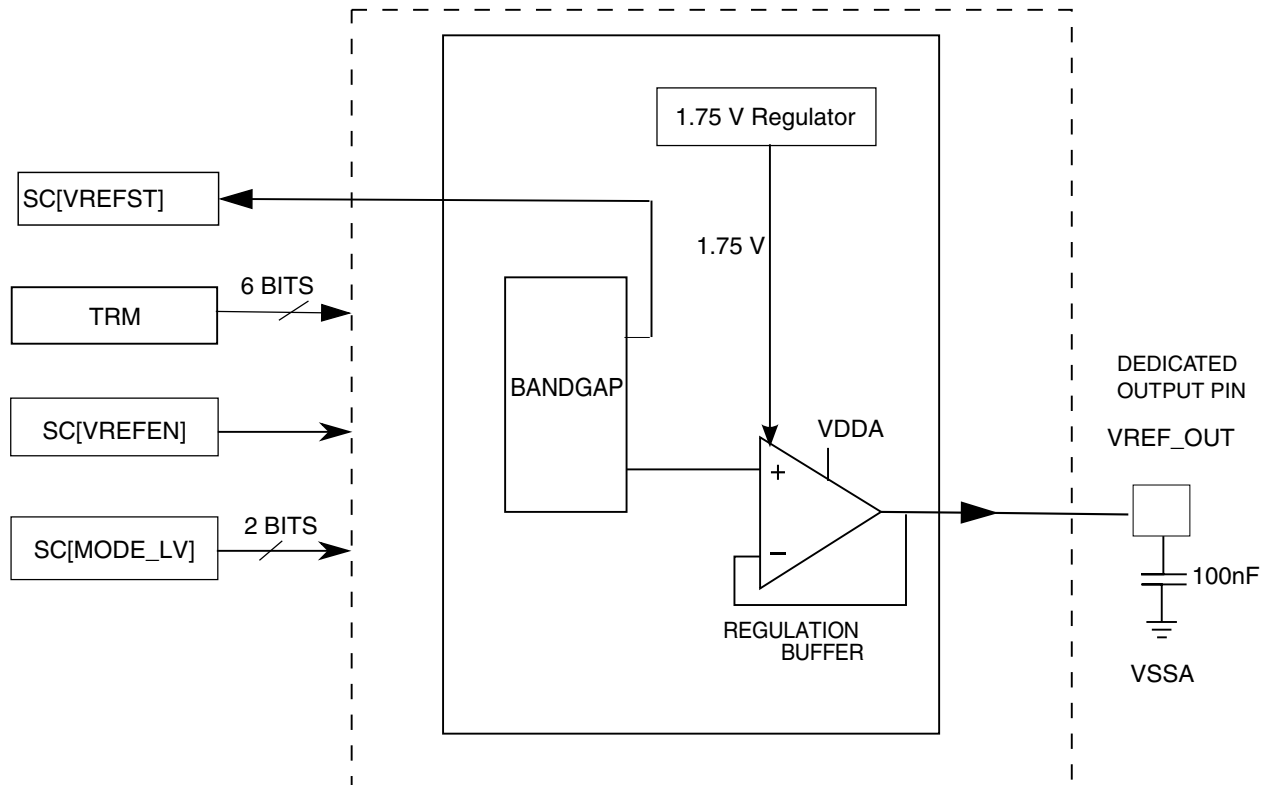 1.75 V Regulator
SC[VREFST]
1.75 V
6 BITS
TRM
BANDGAP
DEDICATED
OUTPUT PIN
SC[VREFEN]
VDDA
VREF_OUT
+
2 BITS
SC[MODE_LV]
−
100nF
REGULATION
BUFFER
VSSA